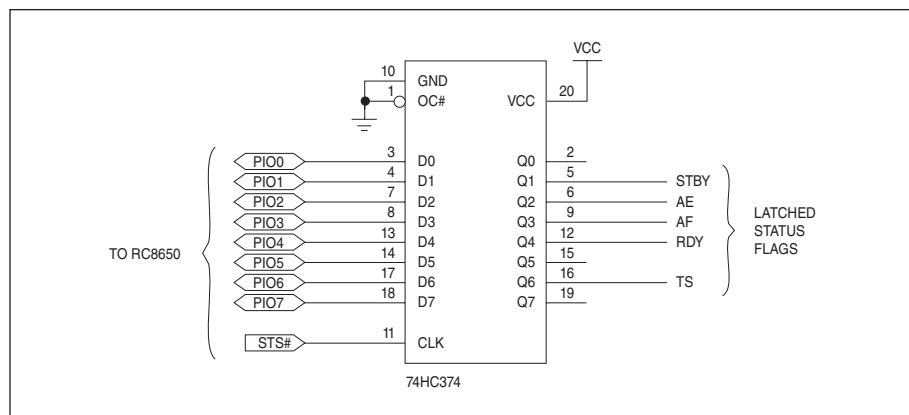 VCC
10 GND
1 OC# VCC 20
PIO0 3 D0 Q0 2
PIO1 4 D1 Q1 5 STBY
PIO2 7 D2 Q2 6 AE
PIO3 8 D3 Q3 9 AF
PIO4 13 D4 Q4 12 RDY
PIO5 14 D5 Q5 15
PIO6 17 D6 Q6 16 TS
PIO7 18 D7 Q7 19
TO RC8650
LATCHED
STATUS
FLAGS
STS# 11 CLK
74HC374